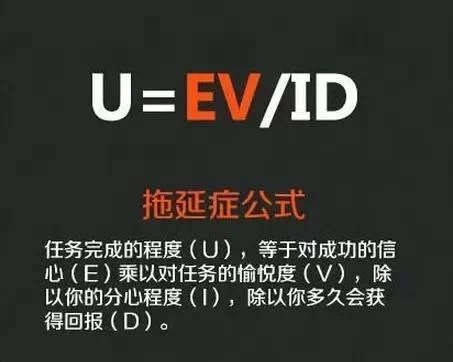 U=EV/ID
拖延症公式
任务完成的程度（U），等于对成功的信
心（E）乘以对任务的愉悦度（V），除
以你的分心程度（I），除以你多久会获
得回报（D）。